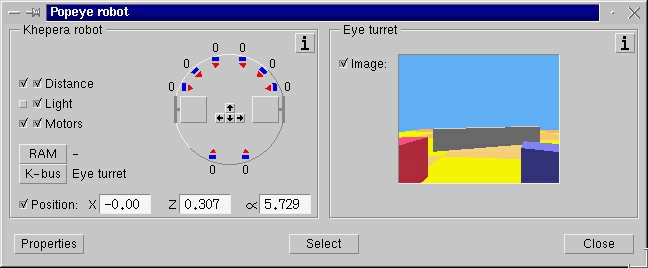 Popeye robot
Khepera robot
i
0 0
0 0
0 0
Distance
Light
Motors
0 0
RAM –
K-bus Eye turret
Position: X -0.00 Z 0.307 ∝ 5.729
Eye turret
i
Image:
Properties Select Close